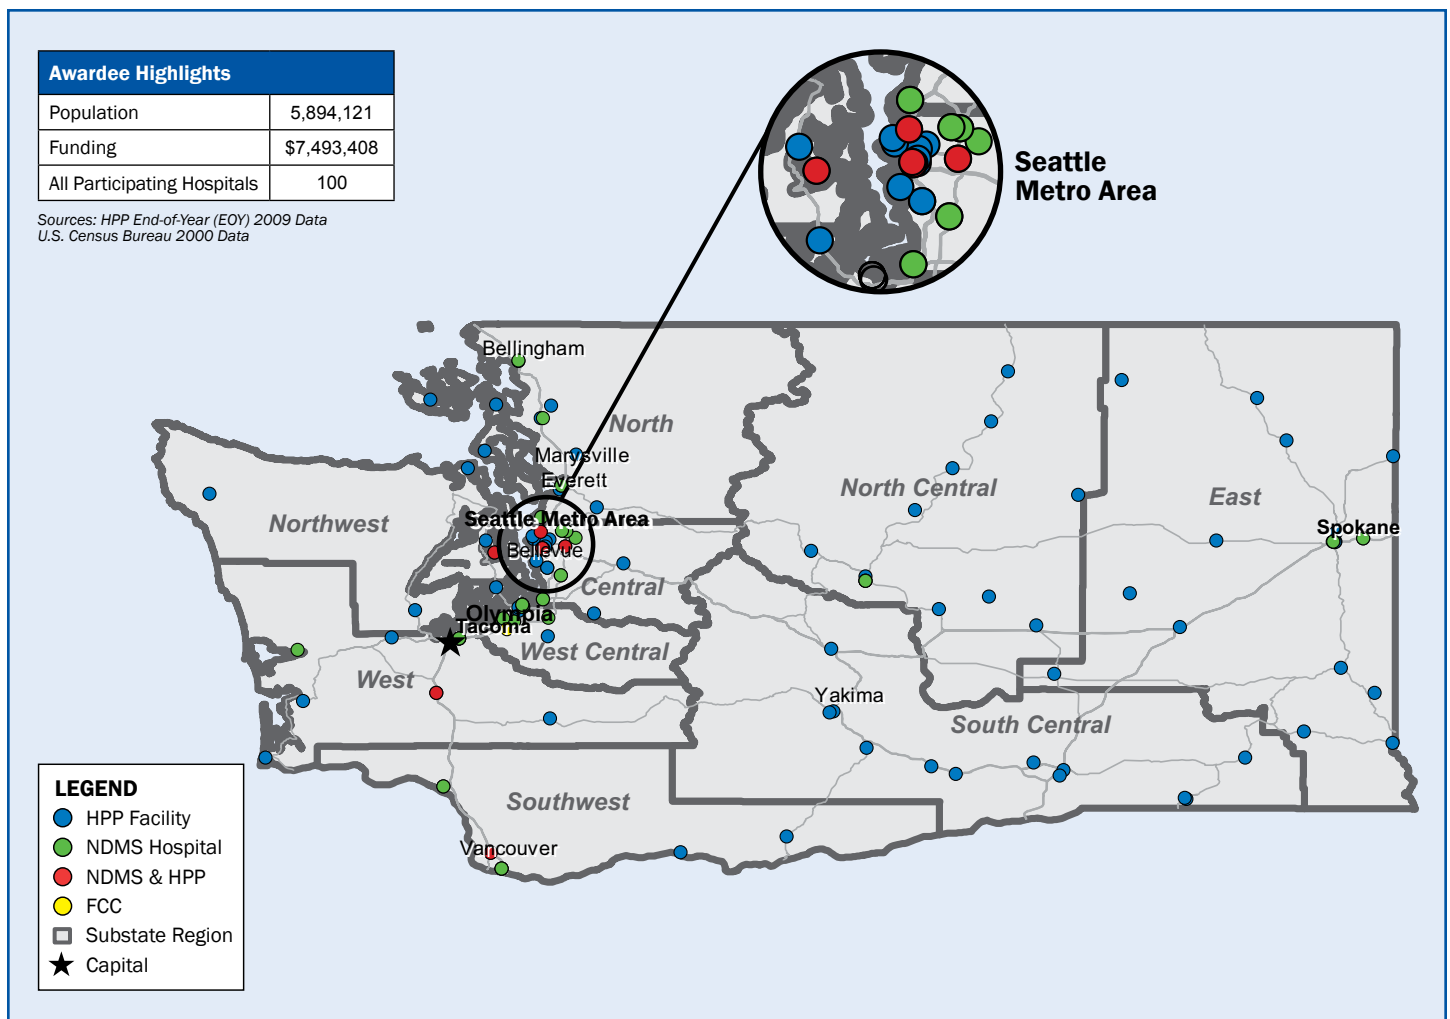 Awardee Highlights
Population 5,894,121
Funding $7,493,408
All Participating Hospitals 100
Sources: HPP End-of-Year (EOY) 2009 Data
U.S. Census Bureau 2000 Data
Seattle
Metro Area
Bellingham
North
Marysville
Everett
North Central
East
Northwest
Seattle Metro Area
Spokane
Bellevue
Central
Olympia
Tacoma
West Central
West
Yakima
South Central
Southwest
Vancouver
LEGEND
HPP Facility
NDMS Hospital
NDMS & HPP
FCC
Substate Region
Capital